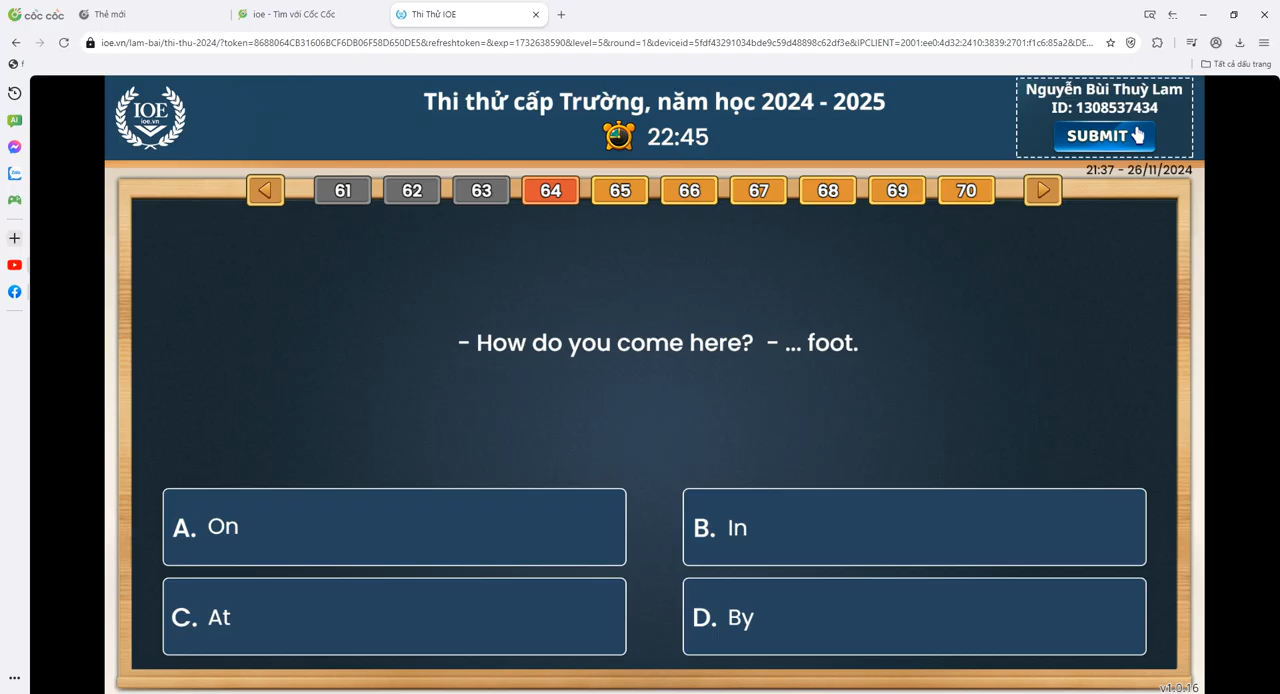 cốc cốc
Thẻ mới
ioe - Tìm với Cốc Cốc
Thi Thử IOE
ioe.vn/lam-bai/thi-thu-2024/?token=8688064CB31606BCF6DB06F58D650DE5&refreshtoken=&exp=1732638590&level=5&round=1&deviceid=5fdf43291034bde9c59d48898c62df3e&IPCLIENT=2001:ee0:4d32:2410:3839:2701:f1c6:85a2&DE...
f
Tất cả dấu trang
AI
Zalo
IOE
ioe.vn
Thi thử cấp Trường, năm học 2024 - 2025
22:45
Nguyễn Bùi Thuỳ Lam
ID: 1308537434
SUBMIT
21:37 - 26/11/2024
61 62 63 64 65 66 67 68 69 70
- How do you come here? - ... foot.
A. On
B. In
C. At
D. By
v1.0.16